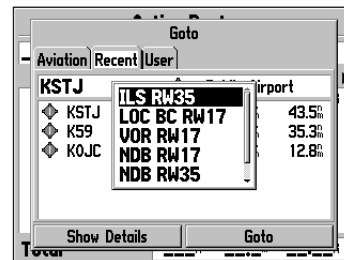 Goto
Aviation Recent User
KSTJ irport
ILS RW35
KSTJ LOC BC RW17 43.5
K59 VOR RW17 35.3
KOJC NDB RW17 12.8
NDB RW35
Show Details Goto